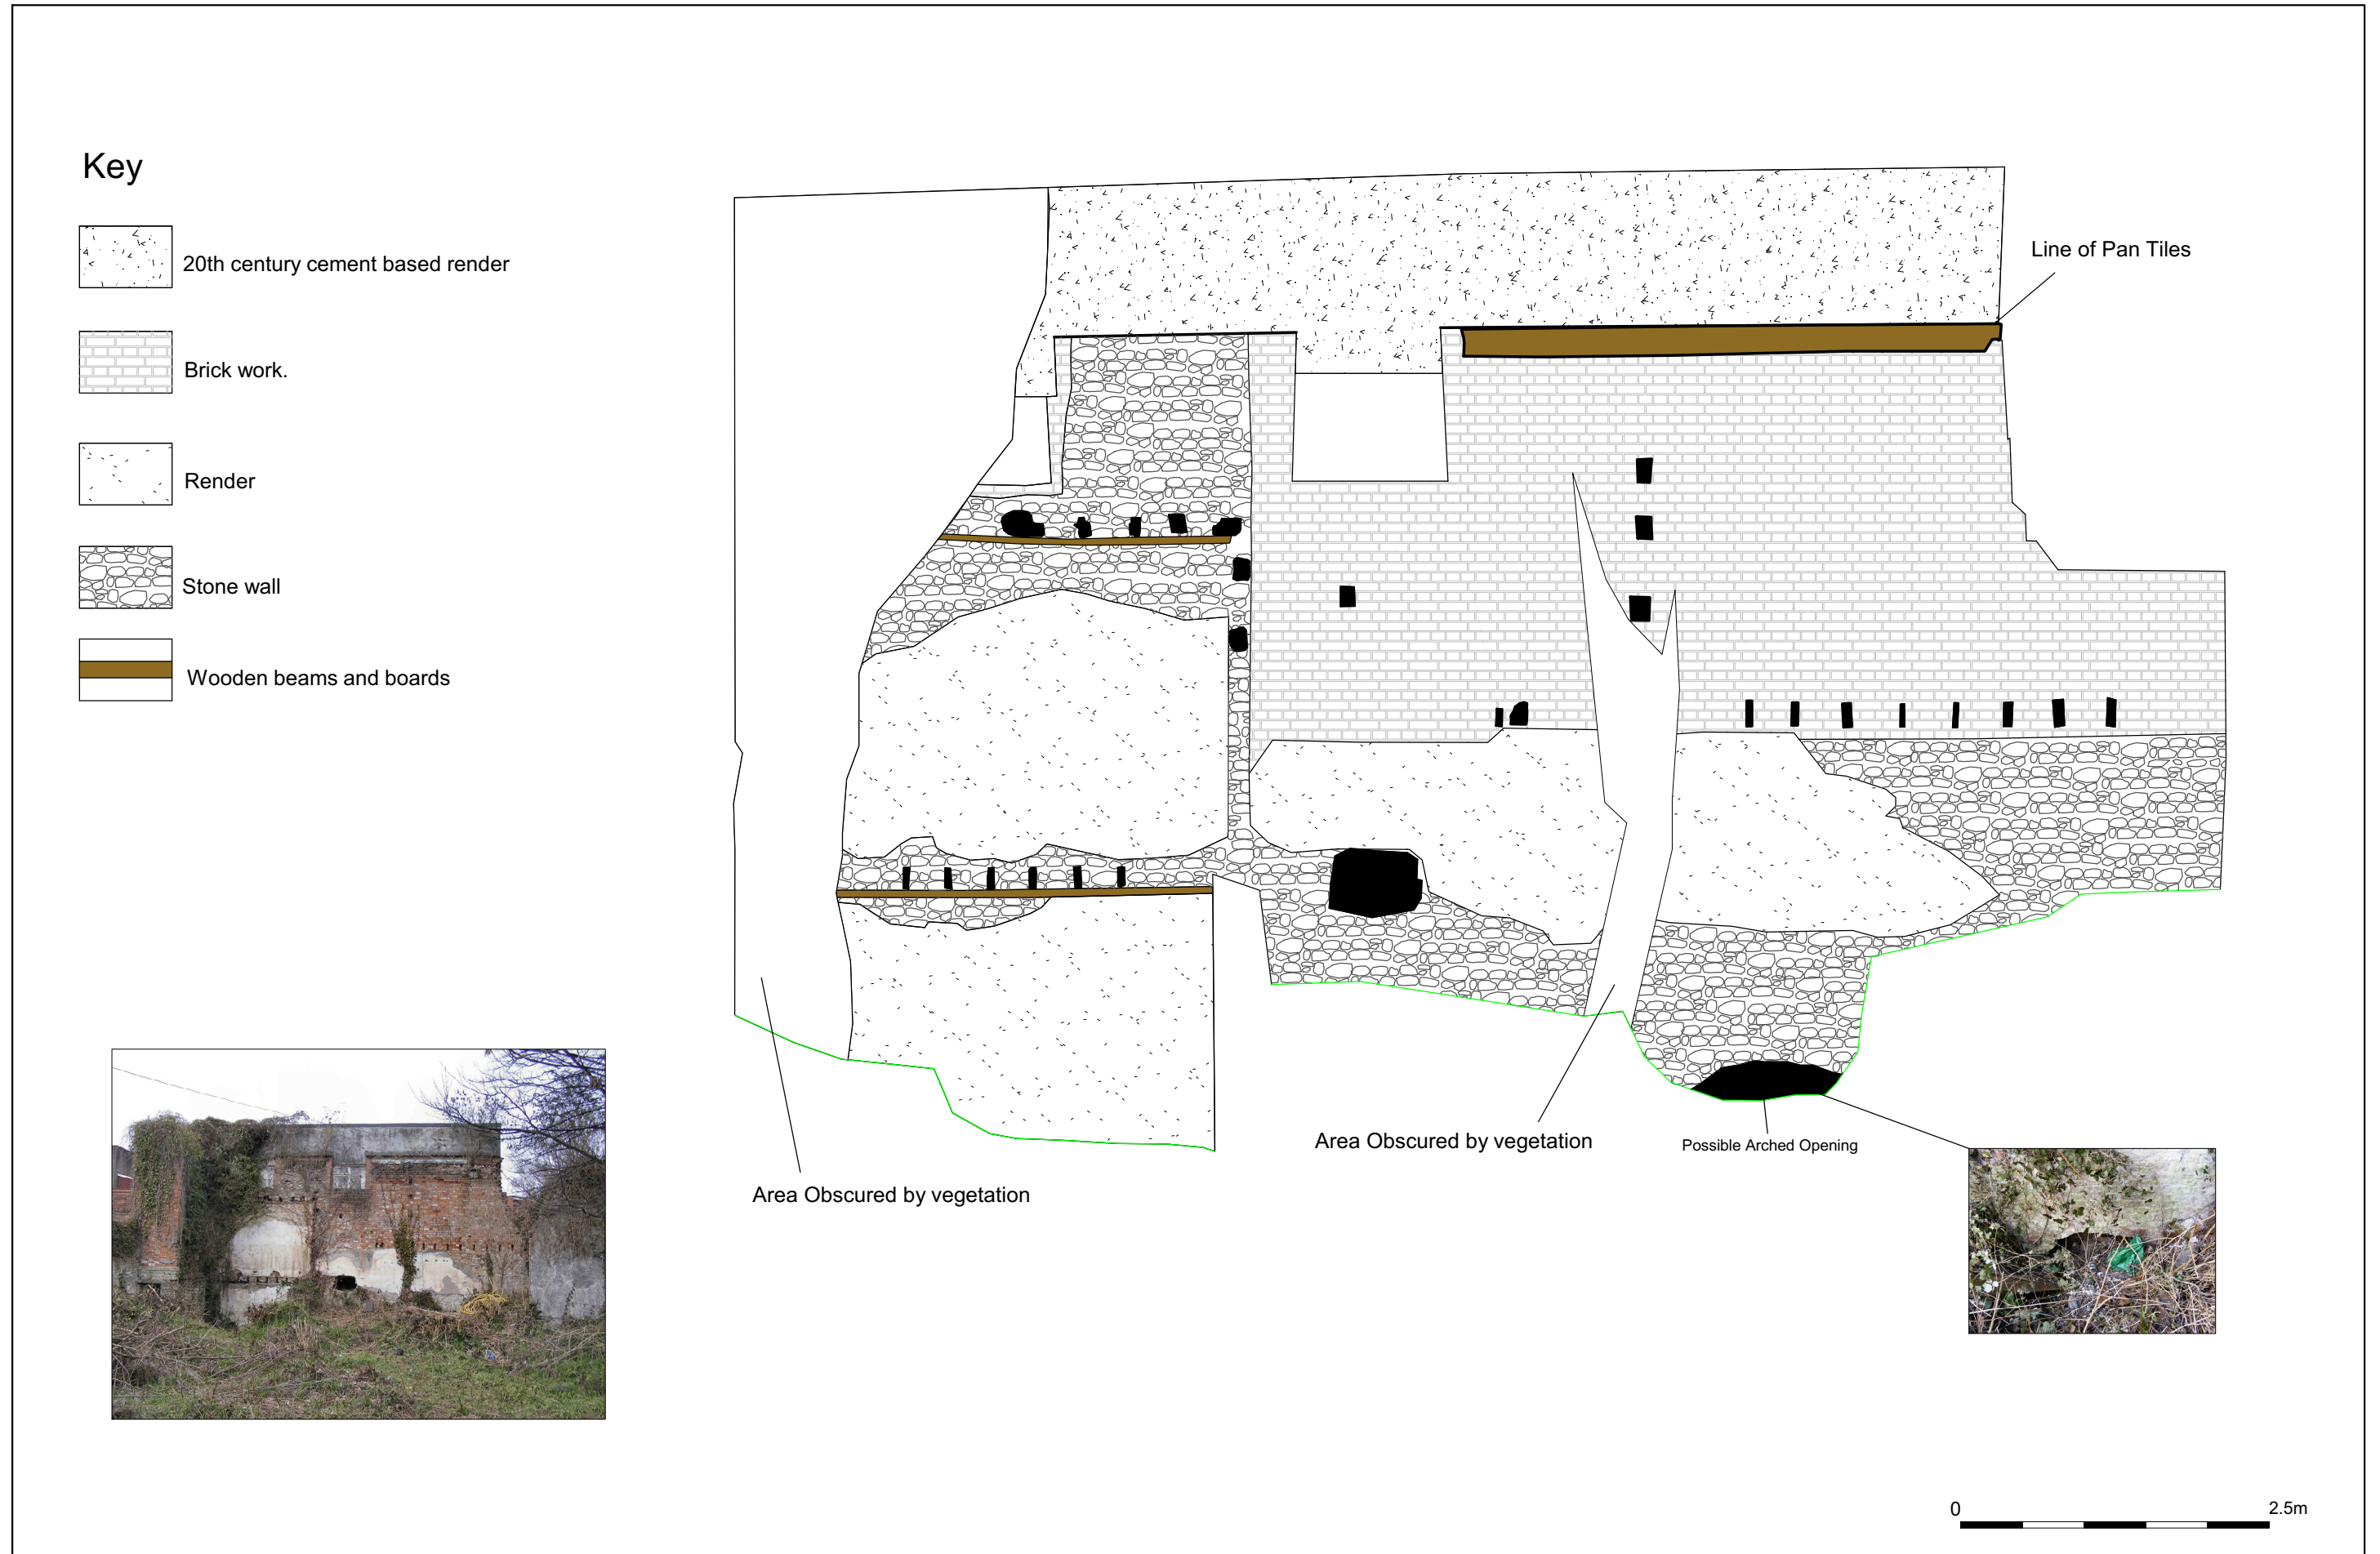 Key
20th century cement based render
Brick work.
Render
Stone wall
Wooden beams and boards
Line of Pan Tiles
Area Obscured by vegetation
Area Obscured by vegetation
Possible Arched Opening
0 2.5m